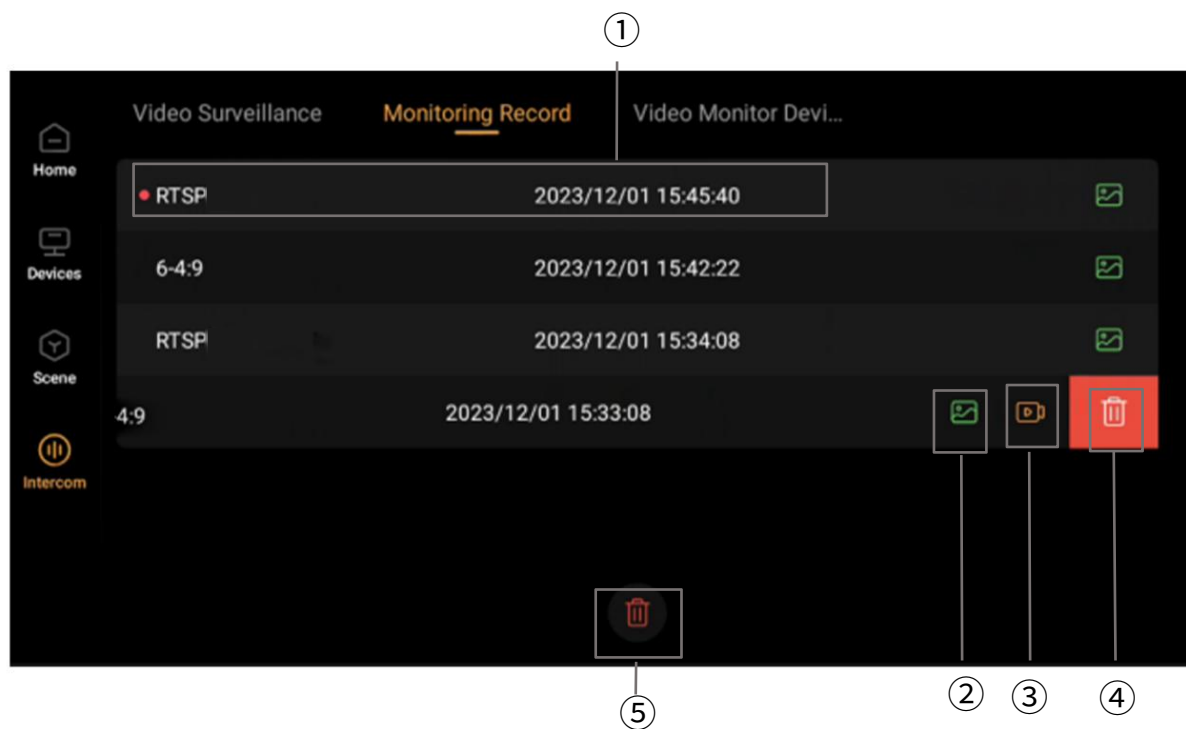 ①
Video Surveillance Monitoring Record Video Monitor Devi...
Home
RTSP 2023/12/01 15:45:40
Devices
6-4:9 2023/12/01 15:42:22
RTSP 2023/12/01 15:34:08
Scene
4:9 2023/12/01 15:33:08
Intercom
② ③ ④
⑤